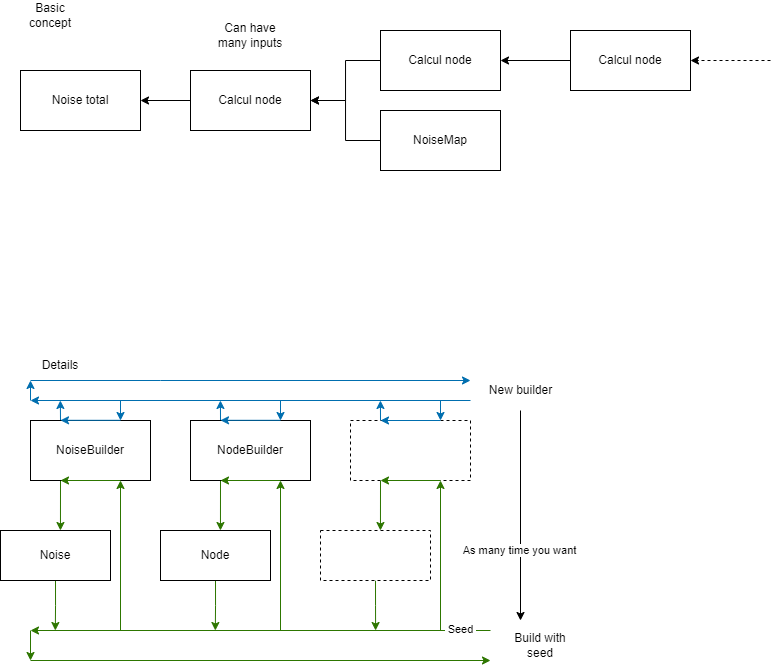 Basic
concept
Can have
many inputs
Calcul node
Calcul node
Noise total
Calcul node
NoiseMap
Details
New builder
NoiseBuilder
NodeBuilder
As many time you want
Noise
Node
Seed
Build with
seed